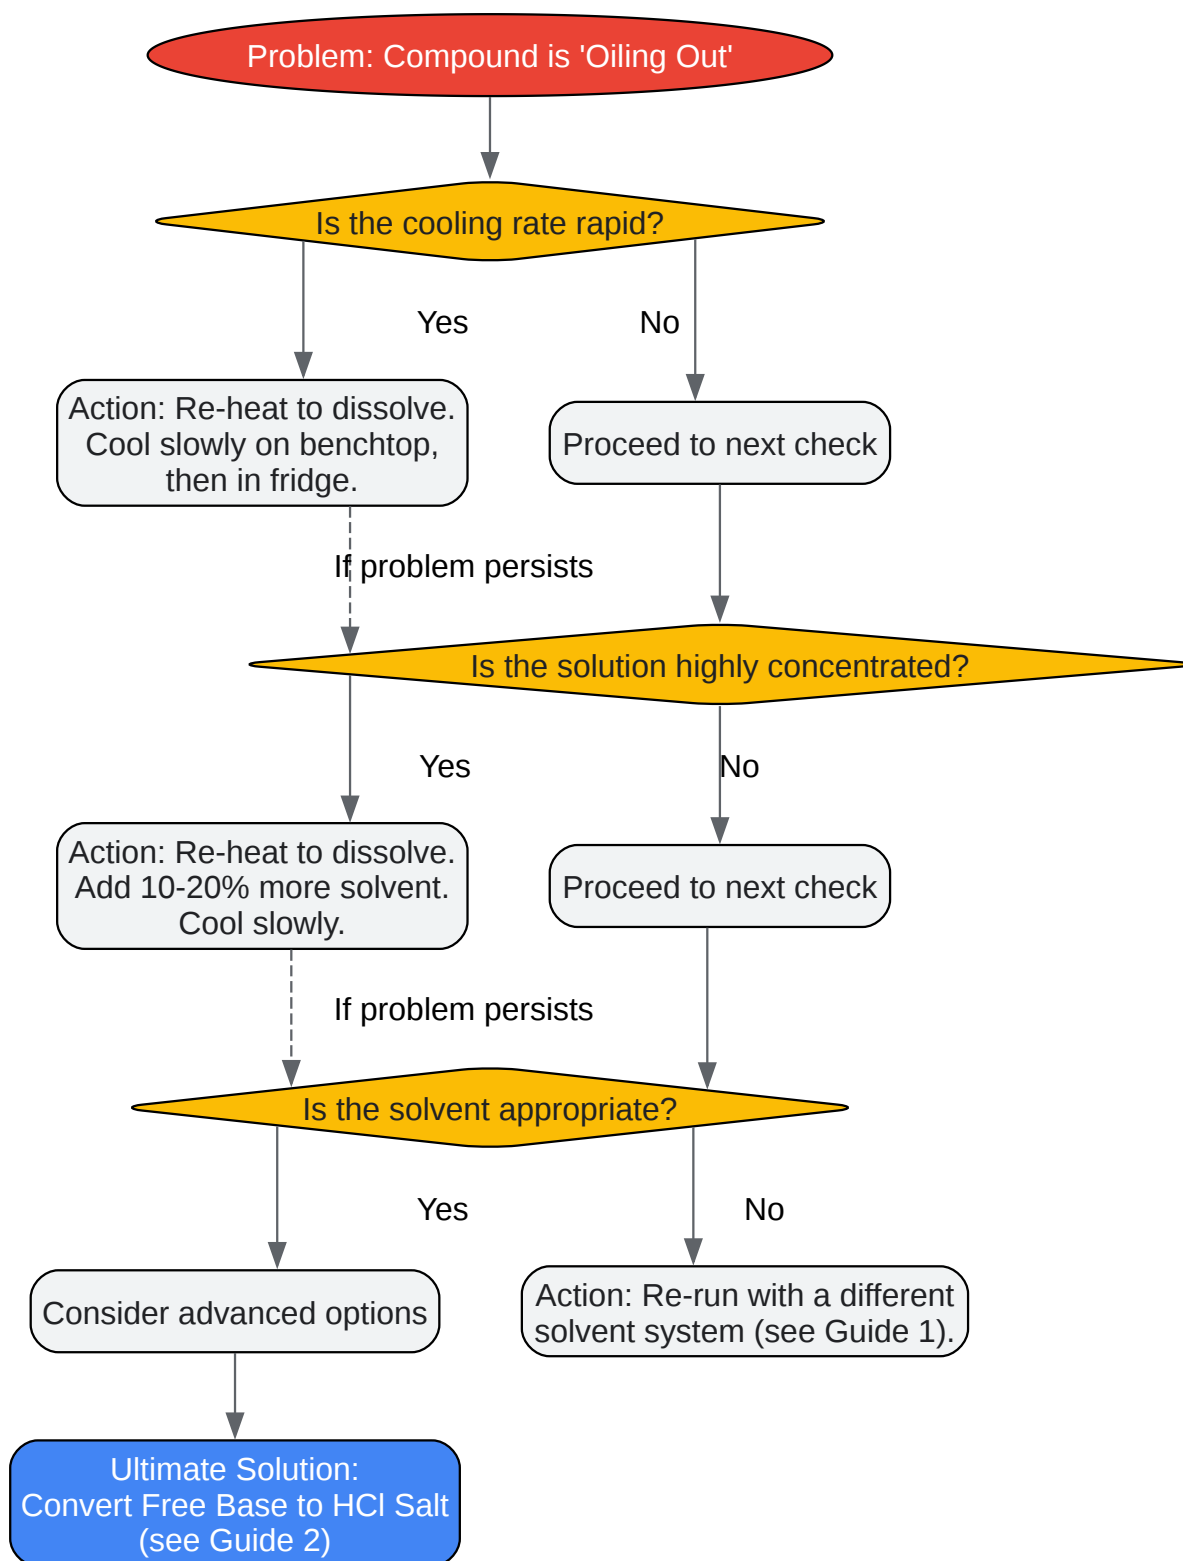 Problem: Compound is 'Oiling Out'
Is the cooling rate rapid?
Yes
No
Action: Re-heat to dissolve.
Cool slowly on benchtop,
then in fridge.
Proceed to next check
If problem persists
Is the solution highly concentrated?
Yes
No
Action: Re-heat to dissolve.
Add 10-20% more solvent.
Cool slowly.
Proceed to next check
If problem persists
Is the solvent appropriate?
Yes
No
Consider advanced options
Action: Re-run with a different
solvent system (see Guide 1).
Ultimate Solution:
Convert Free Base to HCl Salt
(see Guide 2)